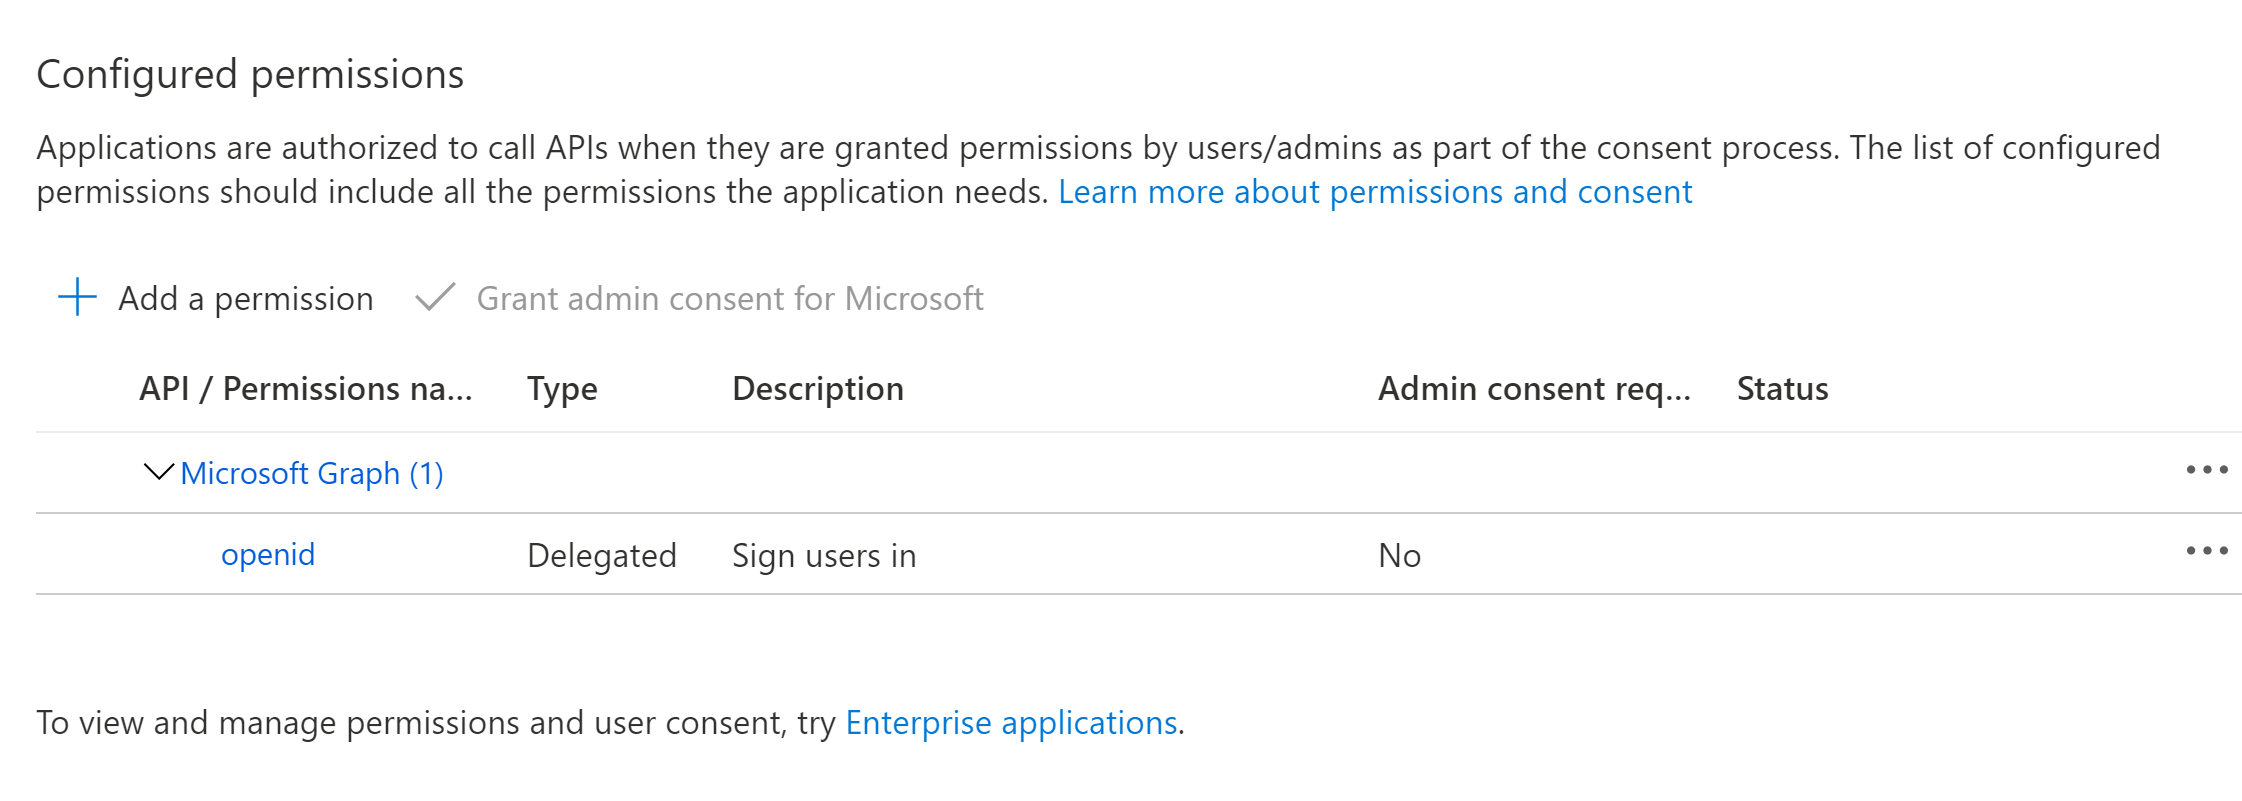 Configured permissions
Applications are authorized to call APIs when they are granted permissions by users/admins as part of the consent process. The list of configured
permissions should include all the permissions the application needs. Learn more about permissions and consent
Add a permission Grant admin consent for Microsoft
API / Permissions na... Type Description Admin consent req... Status
Microsoft Graph (1)
openid Delegated Sign users in No
To view and manage permissions and user consent, try Enterprise applications.